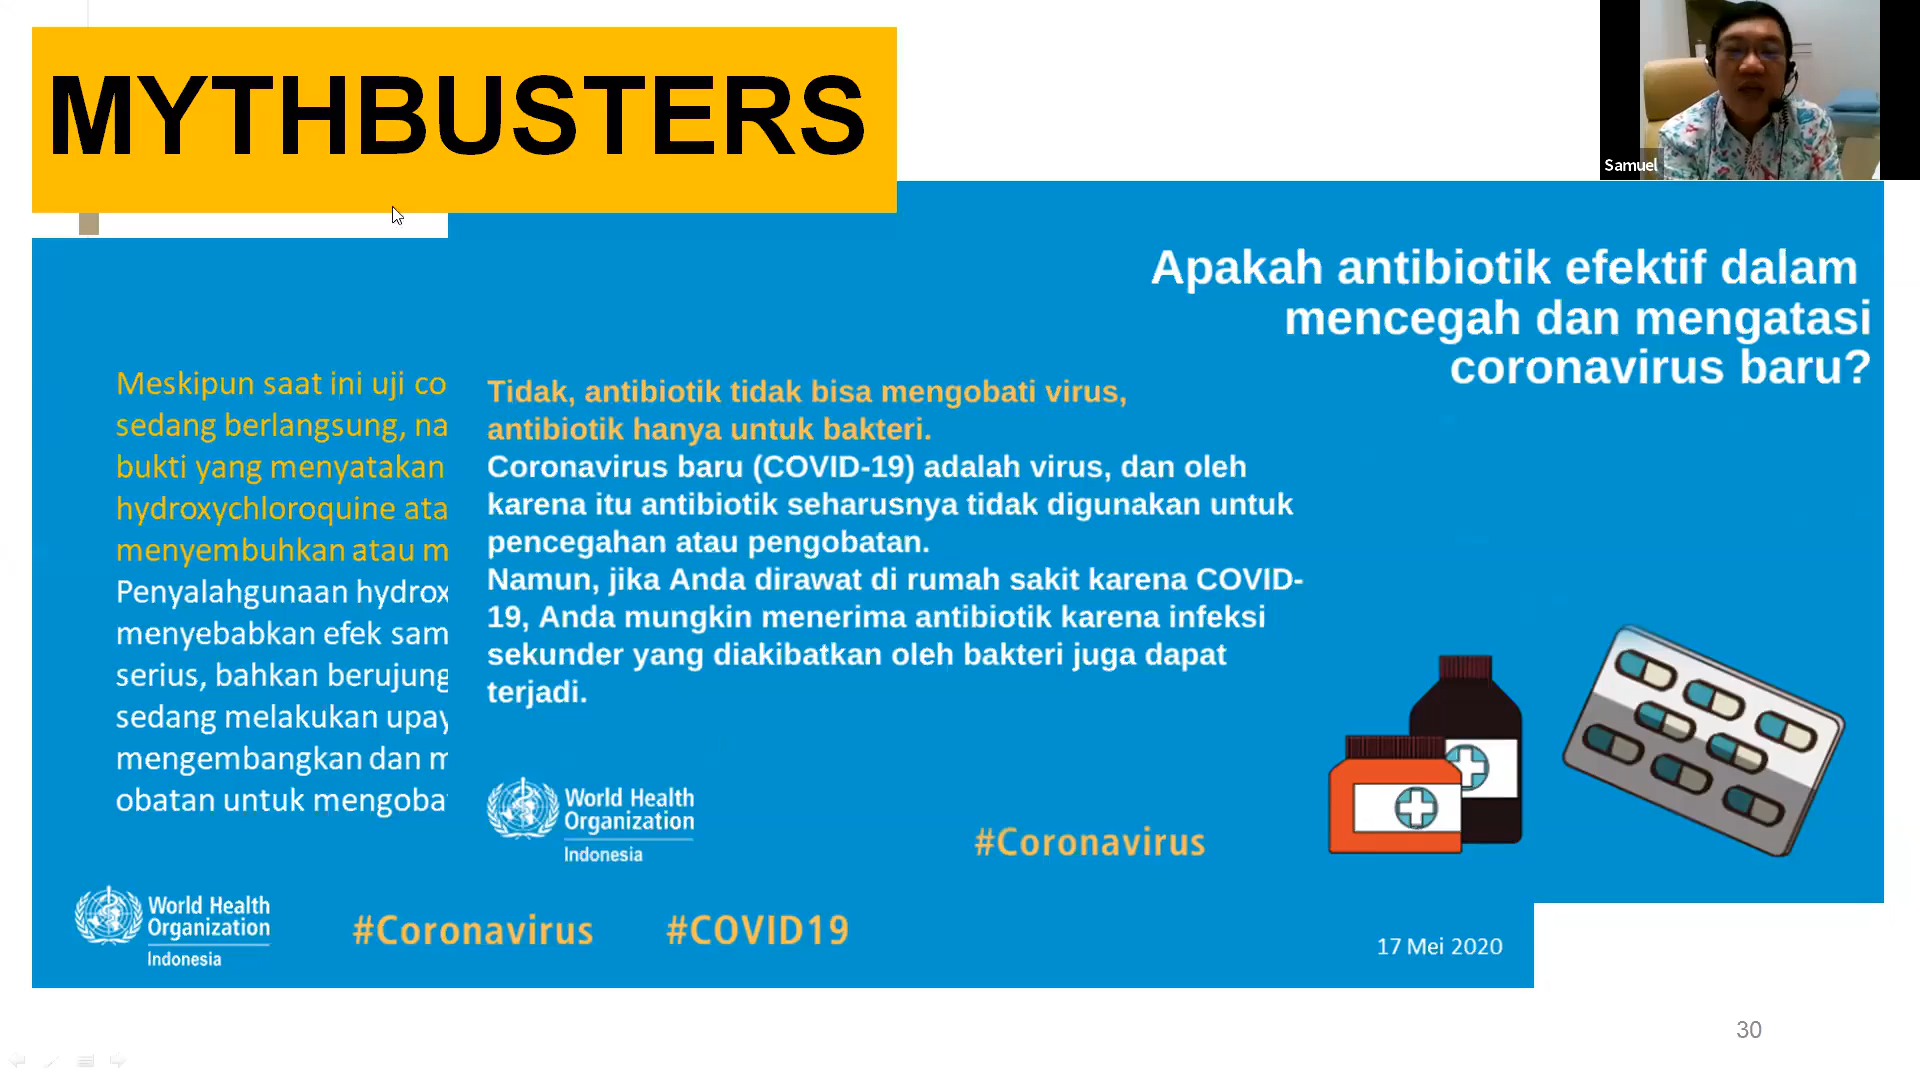 MYTHBUSTERS
Samuel
Apakah antibiotik efektif dalam
mencegah dan mengatasi
coronavirus baru?
Meskipun saat ini uji co
sedang berlangsung, na
bukti yang menyatakan
hydroxychloroquine ata
menyembuhkan atau m
Penyalahgunaan hydrox
menyebabkan efek sam
serius, bahkan berujung
sedang melakukan upay
mengembangkan dan m
obatan untuk mengoba
Tidak, antibiotik tidak bisa mengobati virus,
antibiotik hanya untuk bakteri.
Coronavirus baru (COVID-19) adalah virus, dan oleh
karena itu antibiotik seharusnya tidak digunakan untuk
pencegahan atau pengobatan.
Namun, jika Anda dirawat di rumah sakit karena COVID-
19, Anda mungkin menerima antibiotik karena infeksi
sekunder yang diakibatkan oleh bakteri juga dapat
terjadi.
World Health
Organization
Indonesia
#Coronavirus
World Health
Organization
Indonesia
#Coronavirus
#COVID19
17 Mei 2020
30